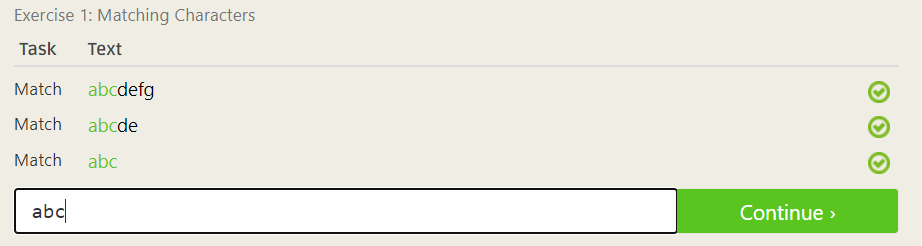 Exercise 1: Matching Characters
Task Text
Match abcdefg
Match abcde
Match abc
abc Continue ›